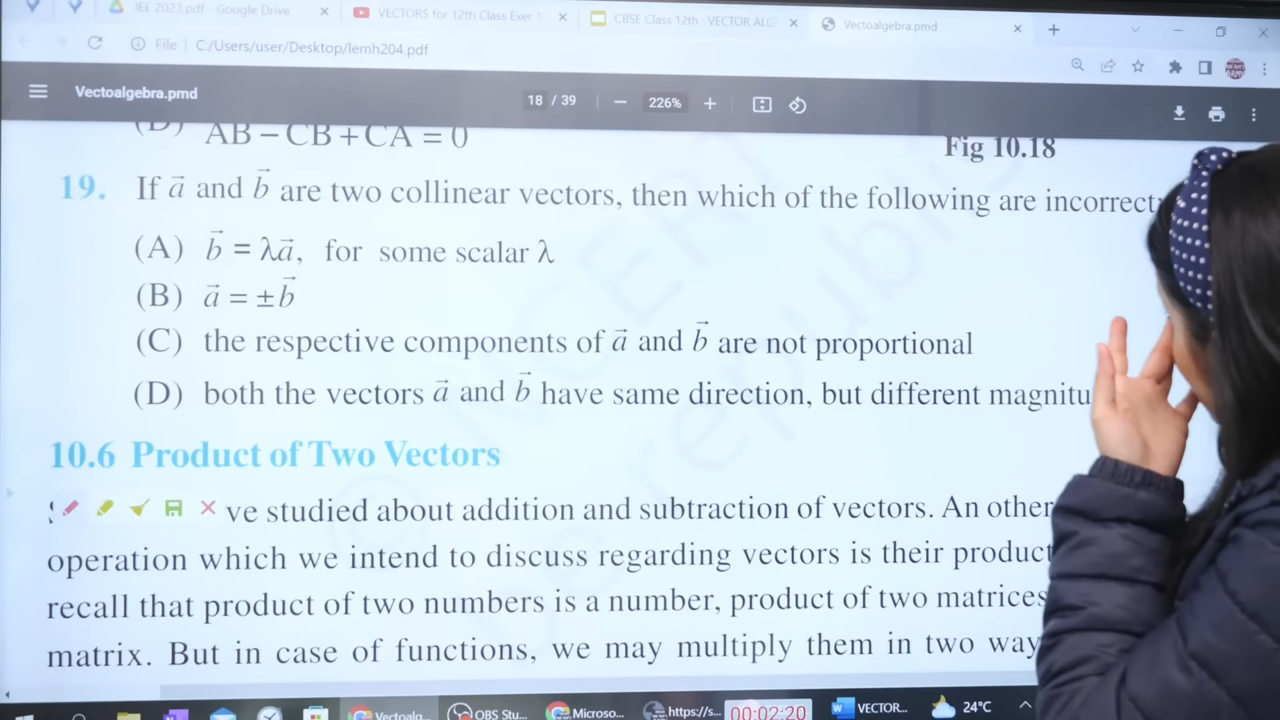 IEE 2023.pdf - Google Drive
VECTORS for 12th Class Exer
CBSE Class 12th : VECTOR ALG
Vectoalgebra.pmd
File C:/Users/user/Desktop/lemh204.pdf
Vectoalgebra.pmd
18 / 39
226%
(D) AB − CB + CA = 0
Fig 10.18
19. If a⃗ and b⃗ are two collinear vectors, then which of the following are incorrect
(A) b⃗ = λa⃗, for some scalar λ
(B) a⃗ = ±b⃗
(C) the respective components of a⃗ and b⃗ are not proportional
(D) both the vectors a⃗ and b⃗ have same direction, but different magnitu
10.6 Product of Two Vectors
ve studied about addition and subtraction of vectors. An other
operation which we intend to discuss regarding vectors is their product
recall that product of two numbers is a number, product of two matrices
matrix. But in case of functions, we may multiply them in two way
Vectoalg...
OBS Stu...
Microso...
https://s...
00:02:20
VECTOR...
24°C